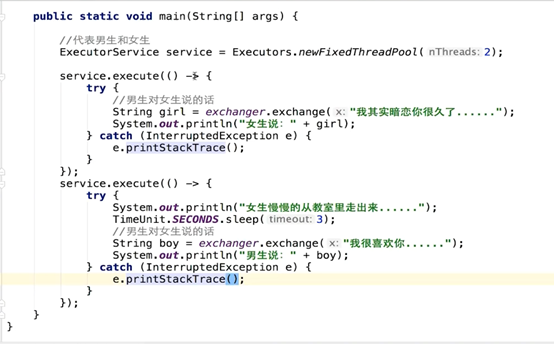 public static void main(String[] args) {
//代表男生和女生
ExecutorService service = Executors.newFixedThreadPool( nThreads: 2);
service.execute(() -> {
try {
//男生对女生说的话
String girl = exchanger.exchange( x: "我其实暗恋你很久了......");
System.out.println("女生说：" + girl);
} catch (InterruptedException e) {
e.printStackTrace();
}
});
service.execute(() -> {
try {
System.out.println("女生慢慢的从教室里走出来......");
TimeUnit.SECONDS.sleep( timeout: 3);
//男生对女生说的话
String boy = exchanger.exchange( x: "我很喜欢你......");
System.out.println("男生说：" + boy);
} catch (InterruptedException e) {
e.printStackTrace();
}
});
}
}